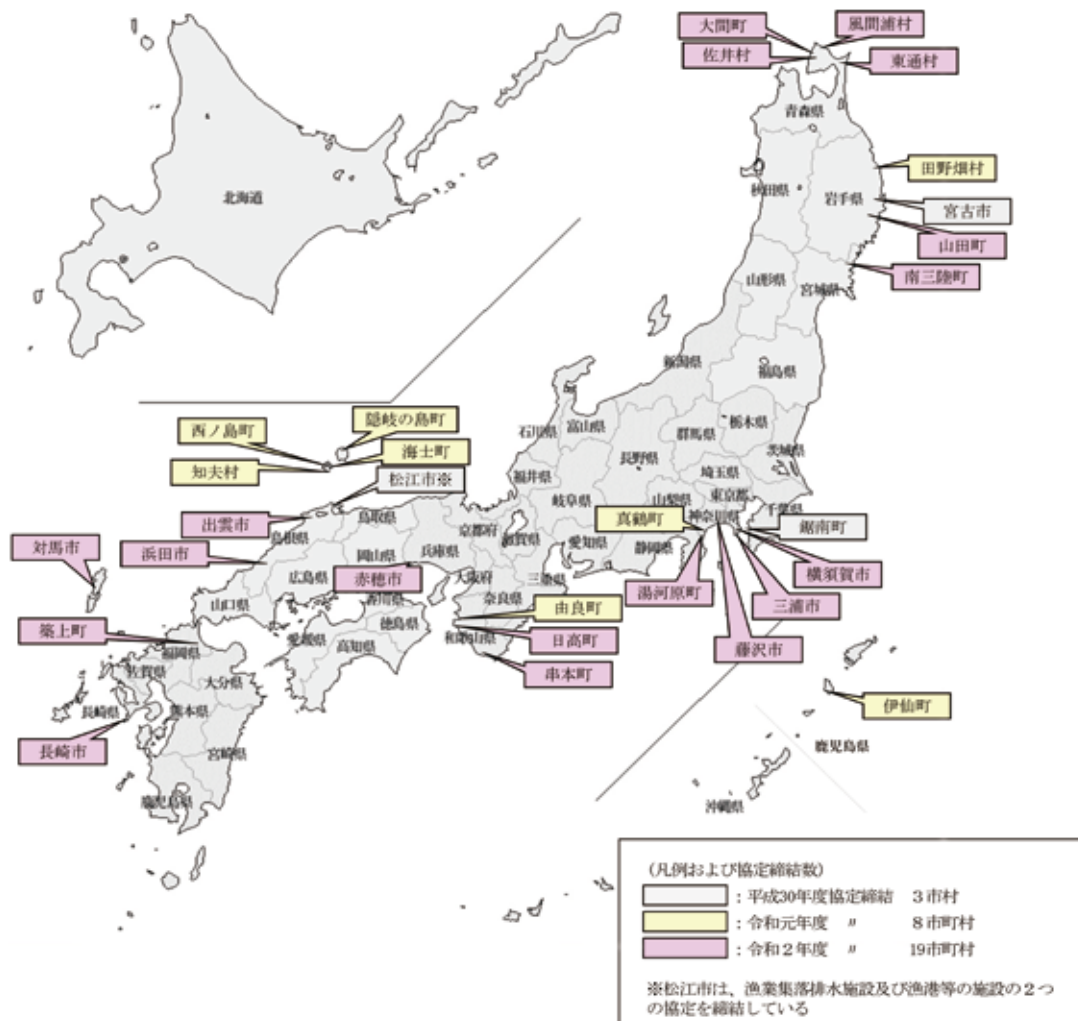 大間町
風間浦村
佐井村
東通村
青森県
田野畑村
北海道
秋田県
岩手県
宮古市
山田町
南三陸町
山形県
宮城県
新潟県
福島県
隠岐の島町
西ノ島町
海士町
知夫村
松江市※
石川県
富山県
群馬県
栃木県
茨城県
長野県
埼玉県
福井県
岐阜県
山梨県
東京都
神奈川県
千葉県
真鶴町
鋸南町
出雲市
鳥取県
京都府
滋賀県
愛知県
静岡県
対馬市
浜田市
島根県
岡山県
兵庫県
赤穂市
大阪府
三重県
湯河原町
横須賀市
広島県
香川県
奈良県
三浦市
山口県
徳島県
由良町
築上町
愛媛県
高知県
和歌山県
日高町
藤沢市
福岡県
佐賀県
大分県
串本町
長崎県
熊本県
伊仙町
長崎市
宮崎県
鹿児島県
鹿児島県
沖縄県
(凡例および協定締結数)
：平成30年度協定締結 3市村
：令和元年度 〃 8市町村
：令和2年度 〃 19市町村
※松江市は、漁業集落排水施設及び漁港等の施設の2つ
の協定を締結している